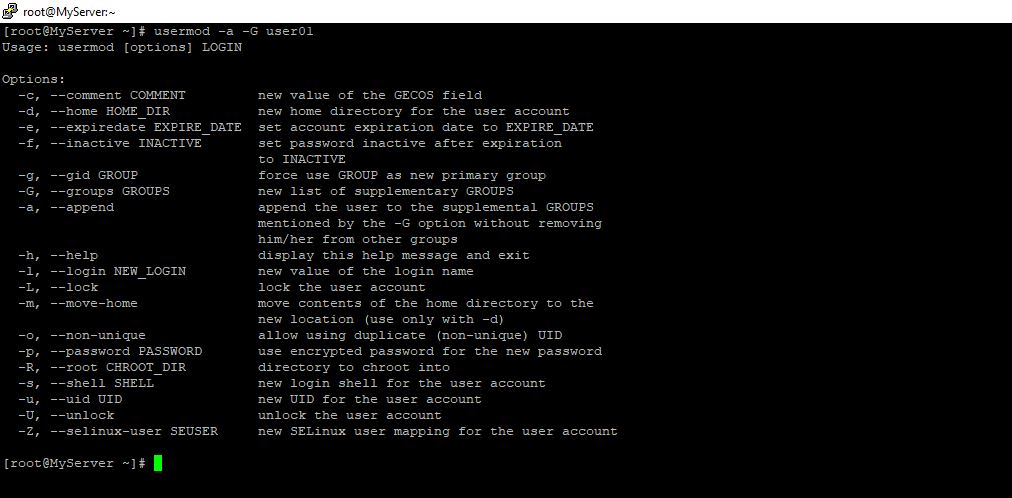 root@MyServer:~
[root@MyServer ~]# usermod -a -G user01
Usage: usermod [options] LOGIN
Options:
-c, --comment COMMENT new value of the GECOS field
-d, --home HOME_DIR new home directory for the user account
-e, --expiredate EXPIRE_DATE set account expiration date to EXPIRE_DATE
-f, --inactive INACTIVE set password inactive after expiration
to INACTIVE
-g, --gid GROUP force use GROUP as new primary group
-G, --groups GROUPS new list of supplementary GROUPS
-a, --append append the user to the supplemental GROUPS
mentioned by the -G option without removing
him/her from other groups
-h, --help display this help message and exit
-l, --login NEW_LOGIN new value of the login name
-L, --lock lock the user account
-m, --move-home move contents of the home directory to the
new location (use only with -d)
-o, --non-unique allow using duplicate (non-unique) UID
-p, --password PASSWORD use encrypted password for the new password
-R, --root CHROOT_DIR directory to chroot into
-s, --shell SHELL new login shell for the user account
-u, --uid UID new UID for the user account
-U, --unlock unlock the user account
-Z, --selinux-user SEUSER new SELinux user mapping for the user account
[root@MyServer ~]#